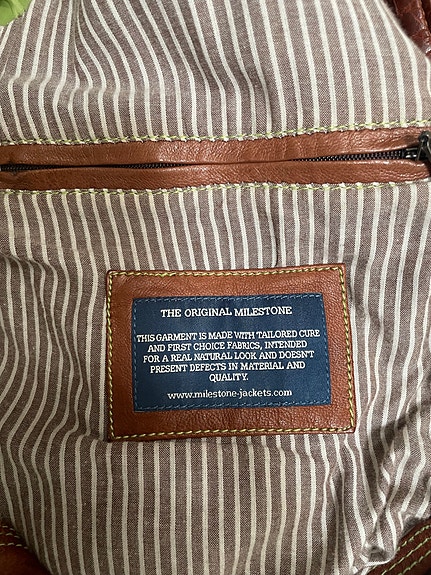 THE ORIGINAL MILESTONE
THIS GARMENT IS MADE WITH TAILORED CURE
AND FIRST CHOICE FABRICS, INTENDED
FOR A REAL NATURAL LOOK AND DOESN'T
PRESENT DEFECTS IN MATERIAL AND
QUALITY.
www.milestone-jackets.com